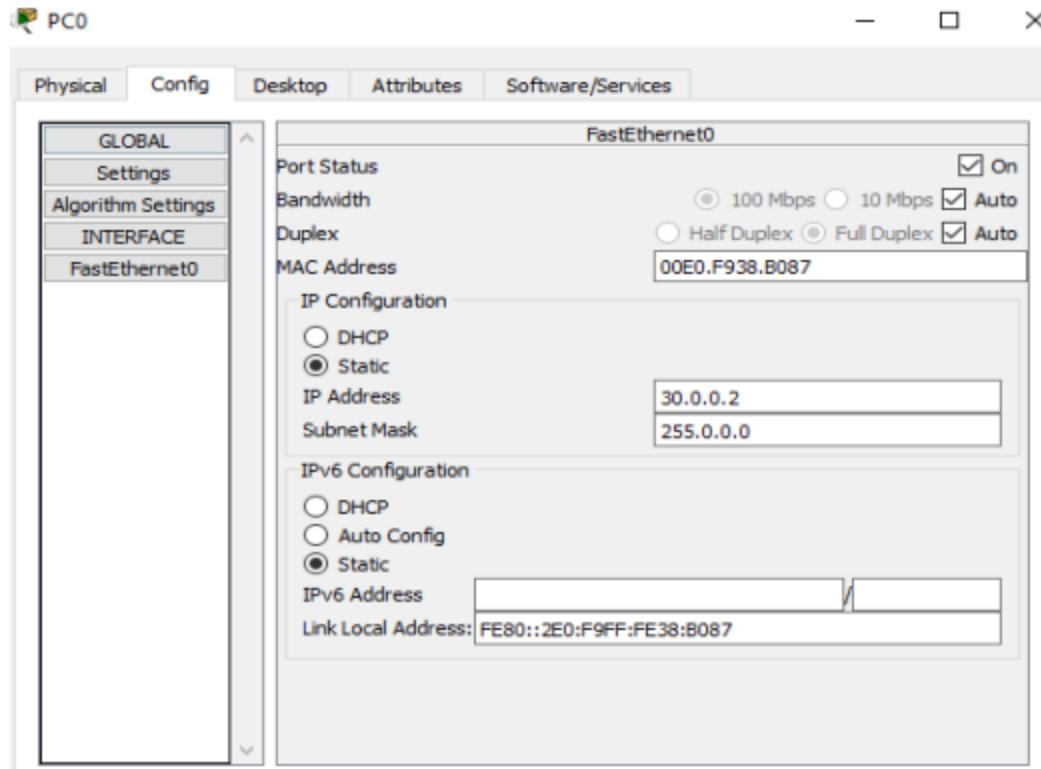 PC0
Physical Config Desktop Attributes Software/Services
GLOBAL
Settings
Algorithm Settings
INTERFACE
FastEthernet0
FastEthernet0
Port Status On
Bandwidth 100 Mbps 10 Mbps Auto
Duplex Half Duplex Full Duplex Auto
MAC Address 00E0.F938.B087
IP Configuration
DHCP
Static
IP Address 30.0.0.2
Subnet Mask 255.0.0.0
IPv6 Configuration
DHCP
Auto Config
Static
IPv6 Address /
Link Local Address: FE80::2E0:F9FF:FE38:B087